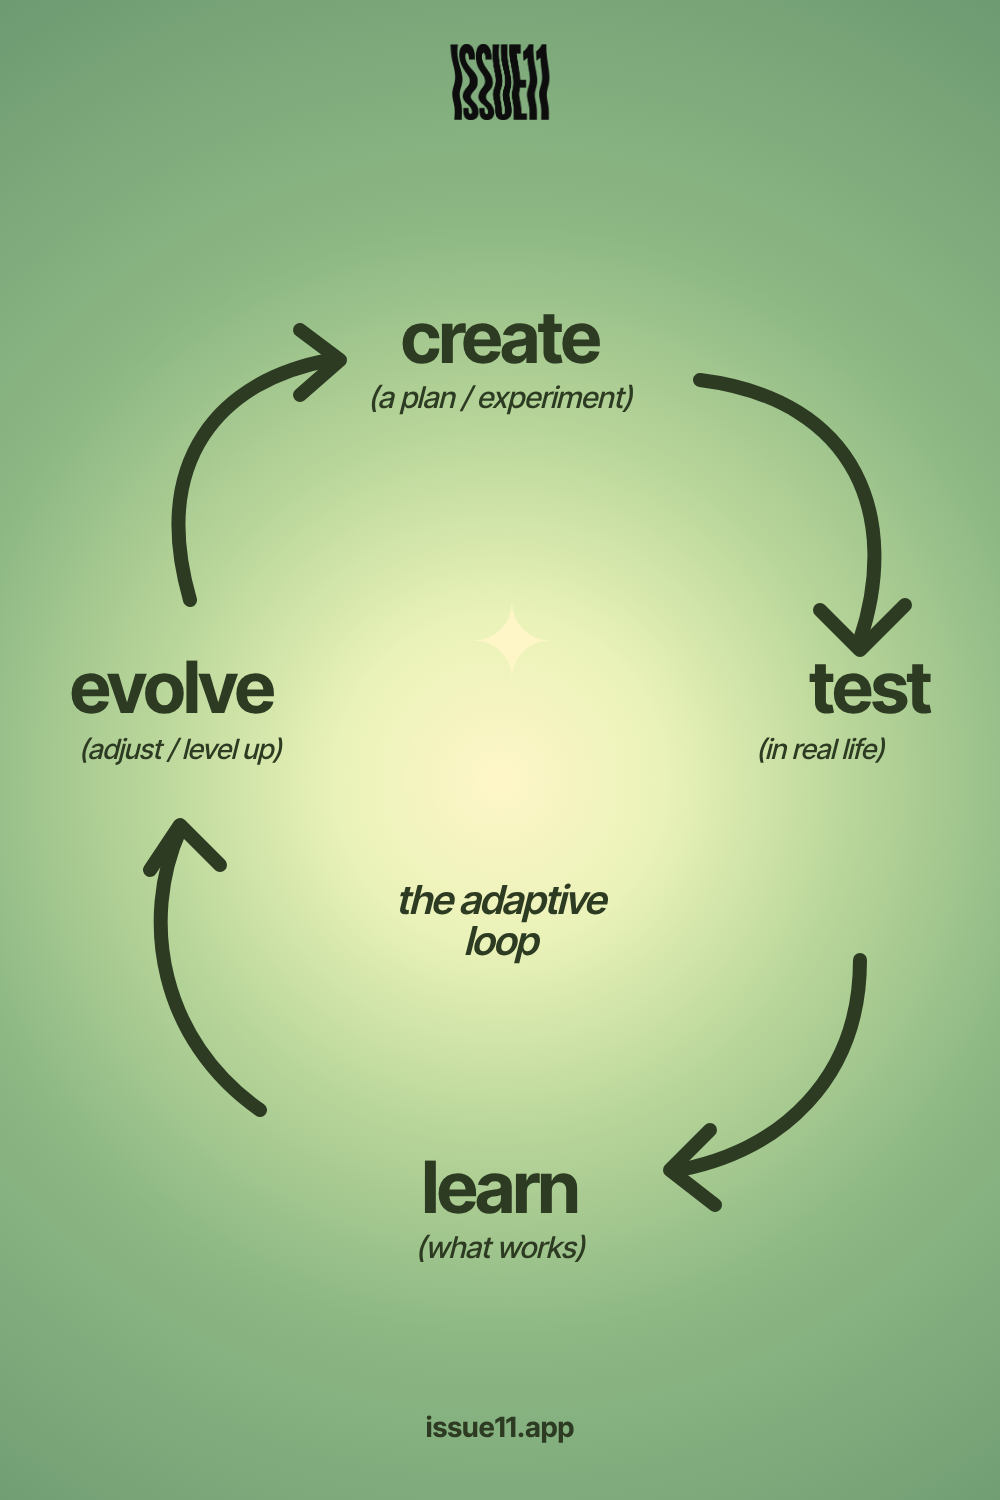 ISSUE11
create
(a plan / experiment)
evolve
(adjust / level up)
test
(in real life)
the adaptive
loop
learn
(what works)
issue11.app